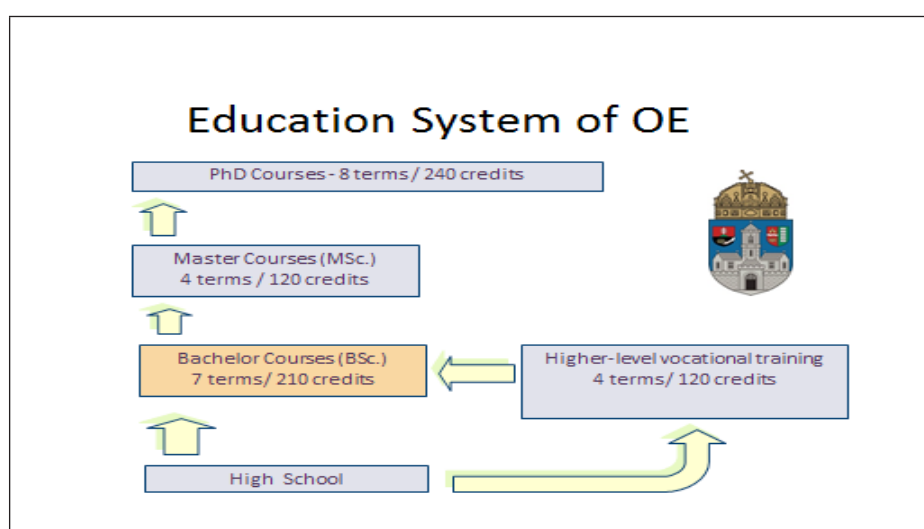 Education System of OE
PhD Courses - 8 terms / 240 credits
Master Courses (MSc.)
4 terms / 120 credits
Bachelor Courses (BSc.)
7 terms/ 210 credits
Higher-level vocational training
4 terms/ 120 credits
High School